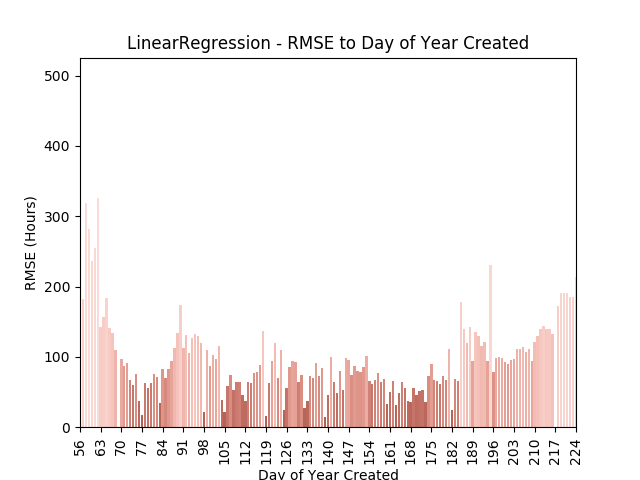 LinearRegression - RMSE to Day of Year Created
500
400
300
200
100
0
RMSE (Hours)
56 63 70 77 84 91 98 105 112 119 126 133 140 147 154 161 168 175 182 189 196 203 210 217 224
Day of Year Created